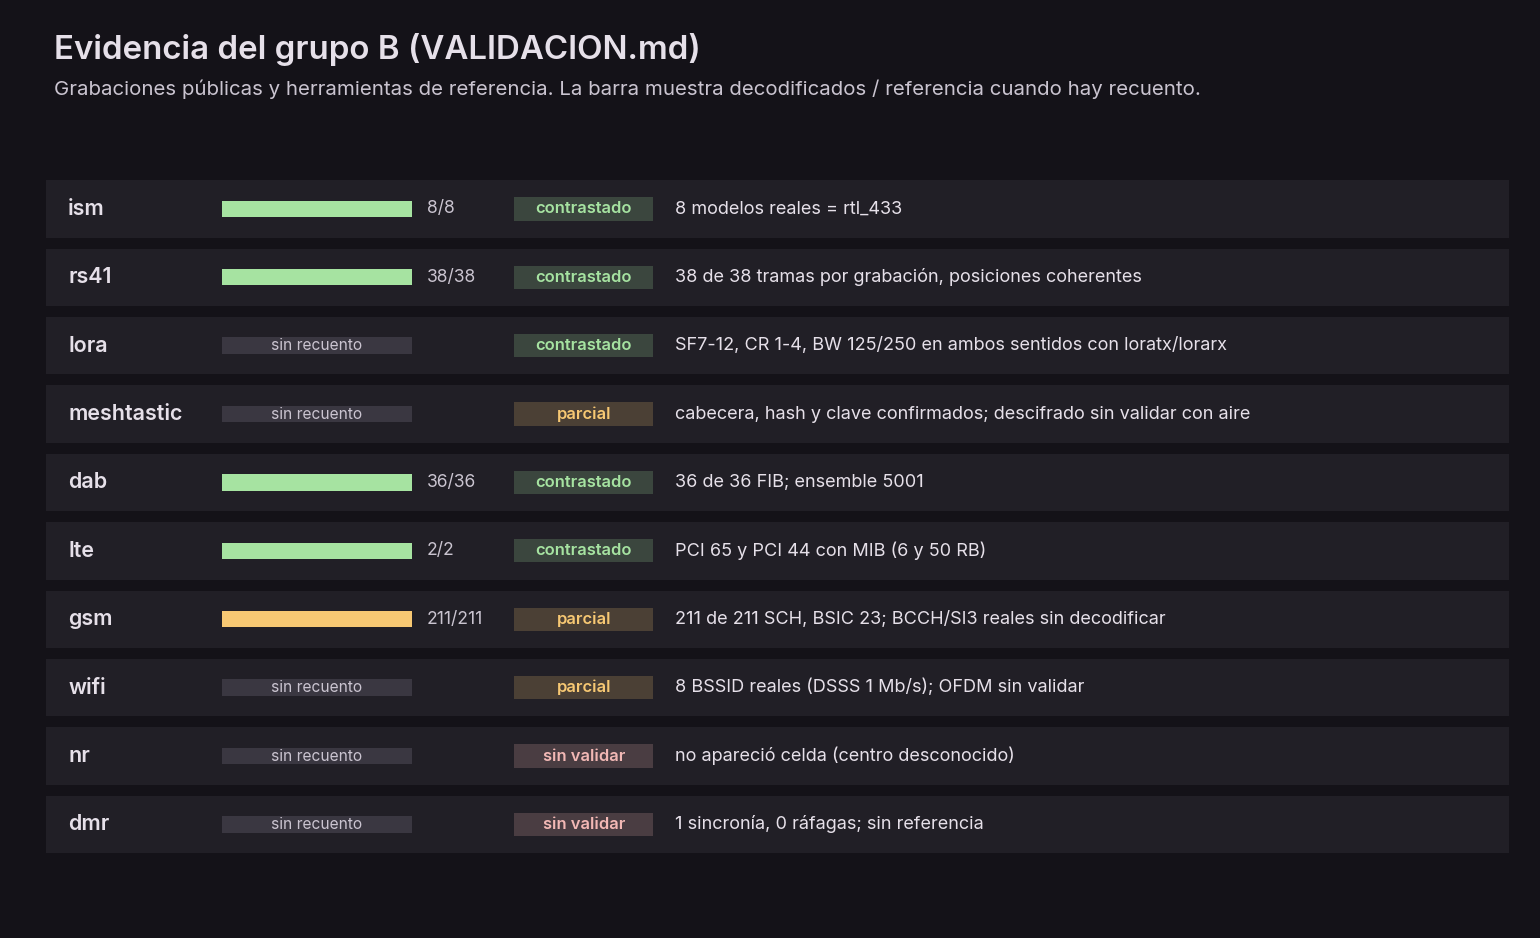 Evidencia del grupo B (VALIDACION.md)
Grabaciones públicas y herramientas de referencia. La barra muestra decodificados / referencia cuando hay recuento.
ism 8/8 contrastado 8 modelos reales = rtl_433
rs41 38/38 contrastado 38 de 38 tramas por grabación, posiciones coherentes
lora sin recuento contrastado SF7-12, CR 1-4, BW 125/250 en ambos sentidos con loratx/lorarx
meshtastic sin recuento parcial cabecera, hash y clave confirmados; descifrado sin validar con aire
dab 36/36 contrastado 36 de 36 FIB; ensemble 5001
lte 2/2 contrastado PCI 65 y PCI 44 con MIB (6 y 50 RB)
gsm 211/211 parcial 211 de 211 SCH, BSIC 23; BCCH/SI3 reales sin decodificar
wifi sin recuento parcial 8 BSSID reales (DSSS 1 Mb/s); OFDM sin validar
nr sin recuento sin validar no apareció celda (centro desconocido)
dmr sin recuento sin validar 1 sincronía, 0 ráfagas; sin referencia